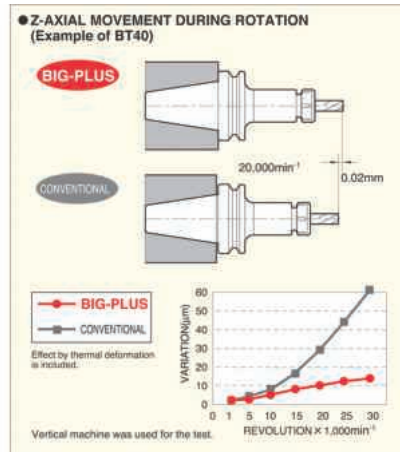 ●Z-AXIAL MOVEMENT DURING ROTATION
(Example of BT40)
BIG-PLUS
20,000min⁻¹
0.02mm
CONVENTIONAL
BIG-PLUS
CONVENTIONAL
Effect by thermal deformation
is included.
Vertical machine was used for the test.
VARIATION(μm)
60
50
40
30
20
10
0 1 5 10 15 20 25 30
REVOLUTION×1,000min⁻¹